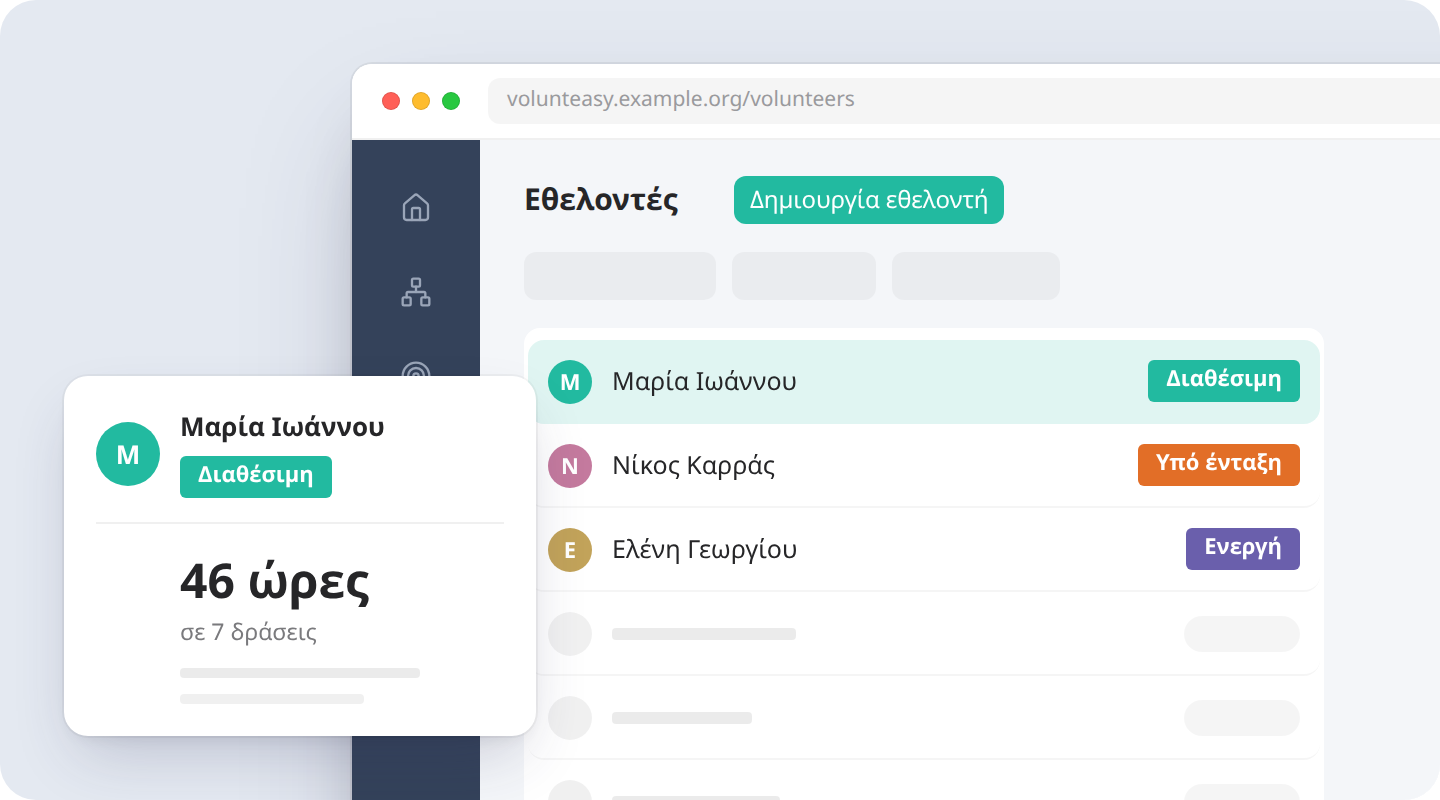 volunteasy.example.org/volunteers
Εθελοντές
Δημιουργία εθελοντή
Μ Μαρία Ιωάννου Διαθέσιμη
Ν Νίκος Καρράς Υπό ένταξη
Ε Ελένη Γεωργίου Ενεργή
Μ
Μαρία Ιωάννου
Διαθέσιμη
46 ώρες
σε 7 δράσεις